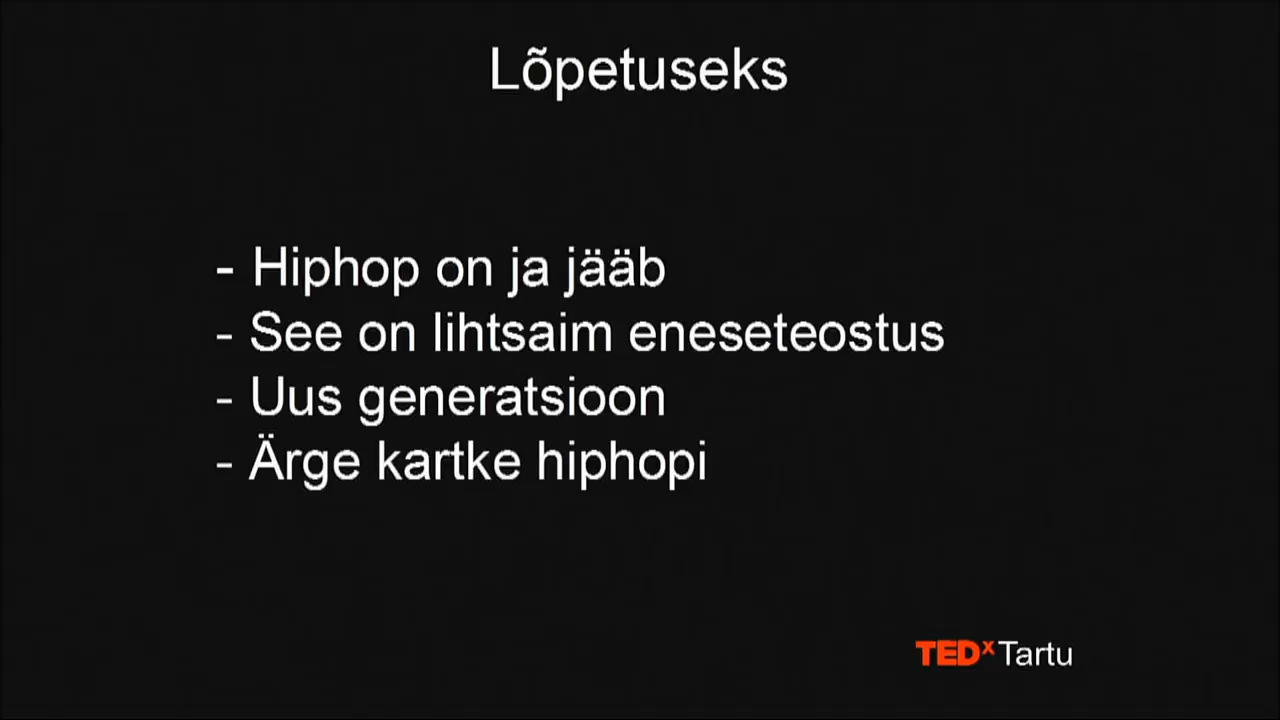 Lõpetuseks
- Hiphop on ja jääb
- See on lihtsaim eneseteostus
- Uus generatsioon
- Ärge kartke hiphopi
TEDx Tartu